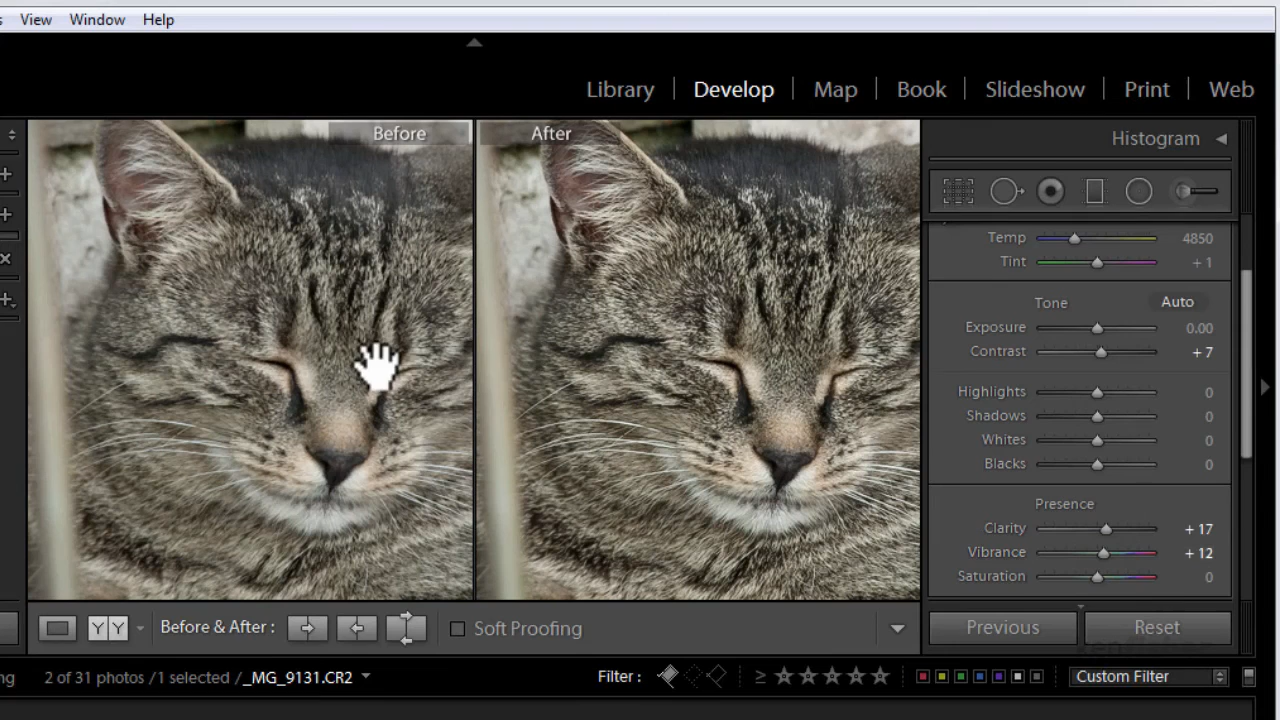 View Window Help
Library Develop Map Book Slideshow Print Web
Before After
Histogram
Temp 4850
Tint + 1
Tone Auto
Exposure 0.00
Contrast + 7
Highlights 0
Shadows 0
Whites 0
Blacks 0
Presence
Clarity + 17
Vibrance + 12
Saturation 0
YY Before & After : Soft Proofing
Previous Reset
2 of 31 photos / 1 selected / _MG_9131.CR2 Filter : ≥ Custom Filter